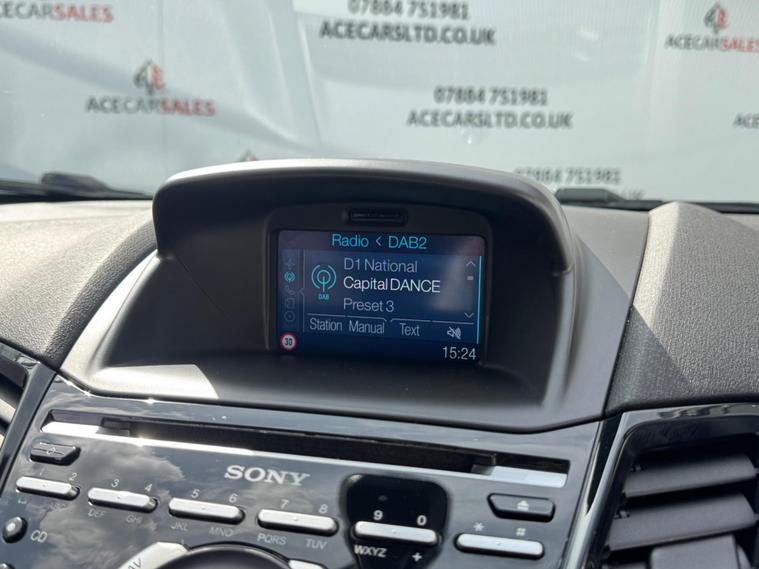 ACECARSALES
07884 751981
ACECARSLTD.CO.UK
ACECARSALES
ACECARSALES
07884 751981
ACECARSLTD.CO.UK
07884 751981
Radio < DAB2
D1 National
Capital DANCE
Preset 3
DAB
Station Manual Text
30
15:24
SONY
1 2 3 4 5 6 7 8 9 0 * #
DEF GHI JKL MNO PQRS TUV WXYZ +
CD